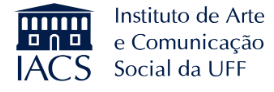 IACS
Instituto de Arte
e Comunicação
Social da UFF